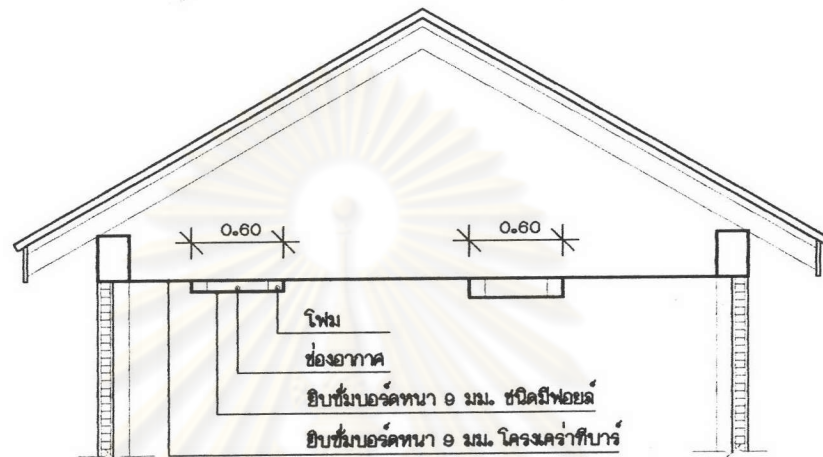 0.60
0.60
โฟม
ช่องอากาศ
ยิบซั่มบอร์ดหนา 9 มม. ชนิดมีฟอยล์
ยิบซั่มบอร์ดหนา 9 มม. โครงเคร่าทีบาร์